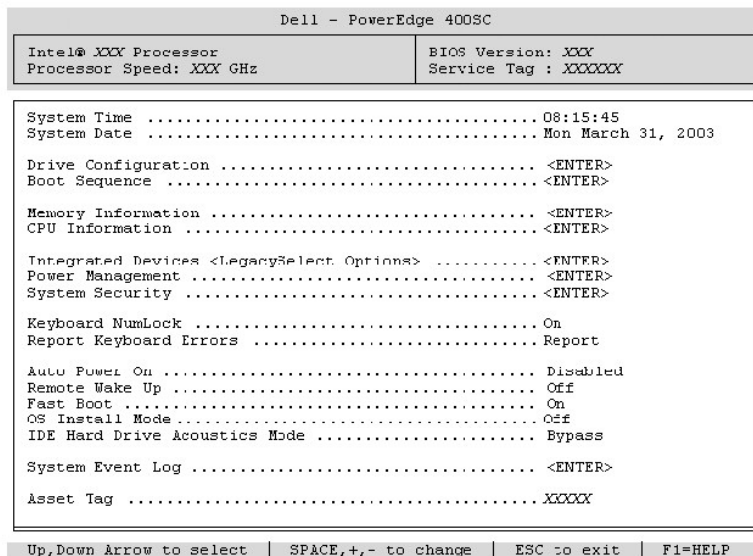 Dell - PowerEdge 400SC
Intel® XXX Processor
Processor Speed: XXX GHz
BIOS Version: XXX
Service Tag : XXXXXX
System Time ........................................ 08:15:45
System Date ........................................ Mon March 31, 2003
Drive Configuration ................................ <ENTER>
Boot Sequence ...................................... <ENTER>
Memory Information ................................. <ENTER>
CPU Information .................................... <ENTER>
Integrated Devices <LegacySelect Options> ........... <ENTER>
Power Management ................................... <ENTER>
System Security .................................... <ENTER>
Keyboard NumLock ................................... On
Report Keyboard Errors ............................. Report
Auto Power On ...................................... Disabled
Remote Wake Up ..................................... Off
Fast Boot .......................................... On
OS Install Mode..................................... Off
IDE Hard Drive Acoustics Mode ...................... Bypass
System Event Log ................................... <ENTER>
Asset Tag .......................................... XXXXX
Up,Down Arrow to select | SPACE,+,- to change | ESC to exit | F1=HELP